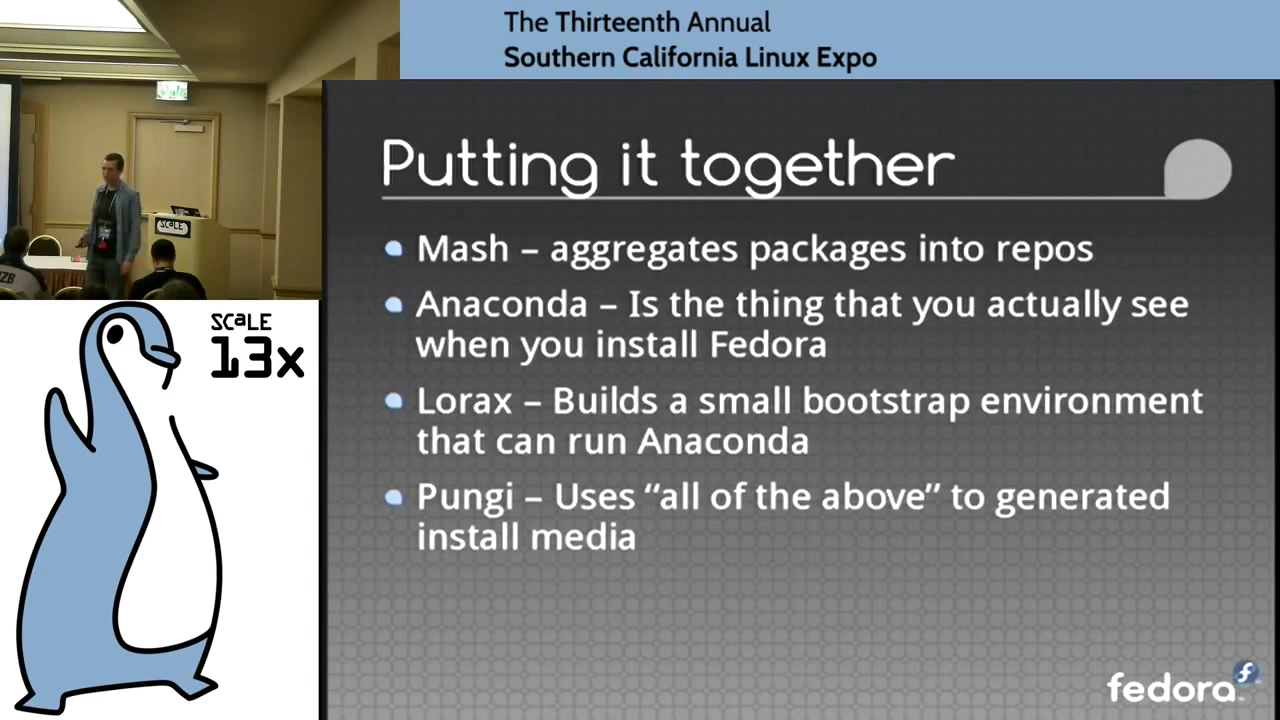 The Thirteenth Annual
Southern California Linux Expo
Putting it together
Mash – aggregates packages into repos
Anaconda – Is the thing that you actually see
when you install Fedora
Lorax – Builds a small bootstrap environment
that can run Anaconda
Pungi – Uses “all of the above” to generated
install media
SCaLE
13x
SCaLE
ZB
fedora